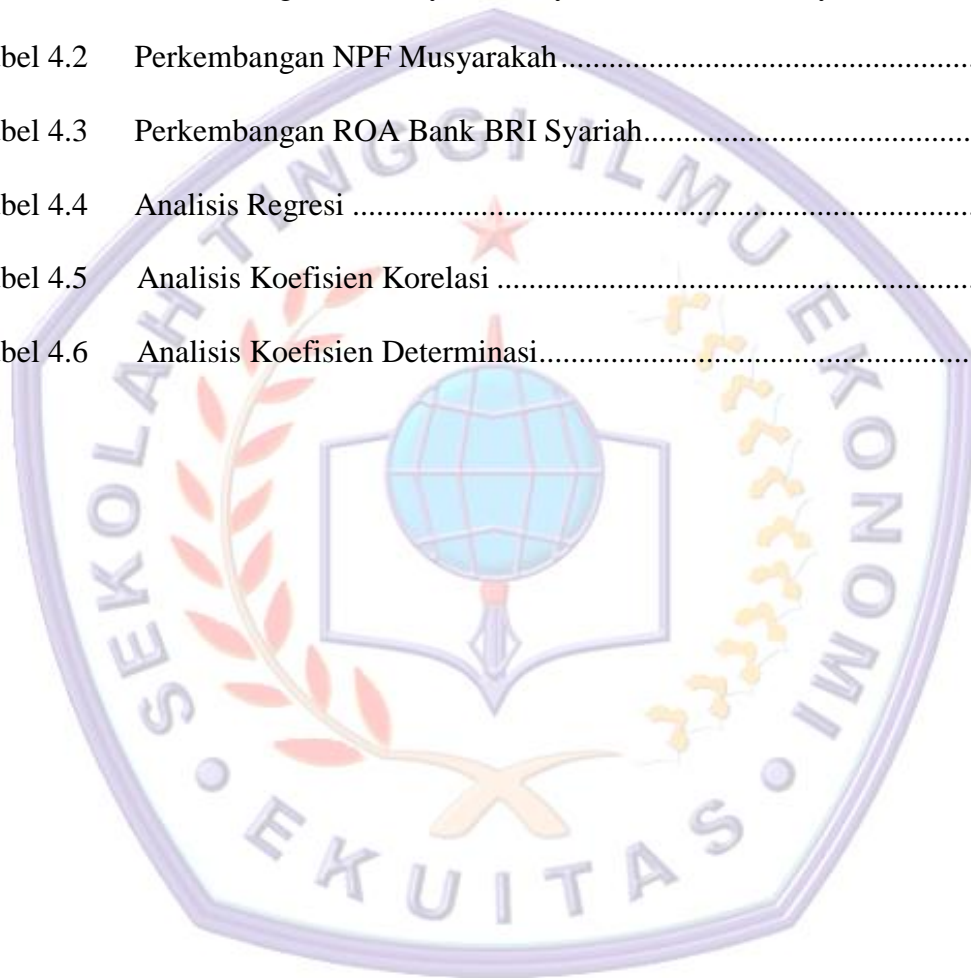 bel 4.2 Perkembangan NPF Musyarakah..............................................
bel 4.3 Perkembangan ROA Bank BRI Syariah.....................................
bel 4.4 Analisis Regresi ........................................................................
bel 4.5 Analisis Koefisien Korelasi ......................................................
bel 4.6 Analisis Koefisien Determinasi.................................................
SEKOLAH TINGGI ILMU EKONOMI
EKUITAS